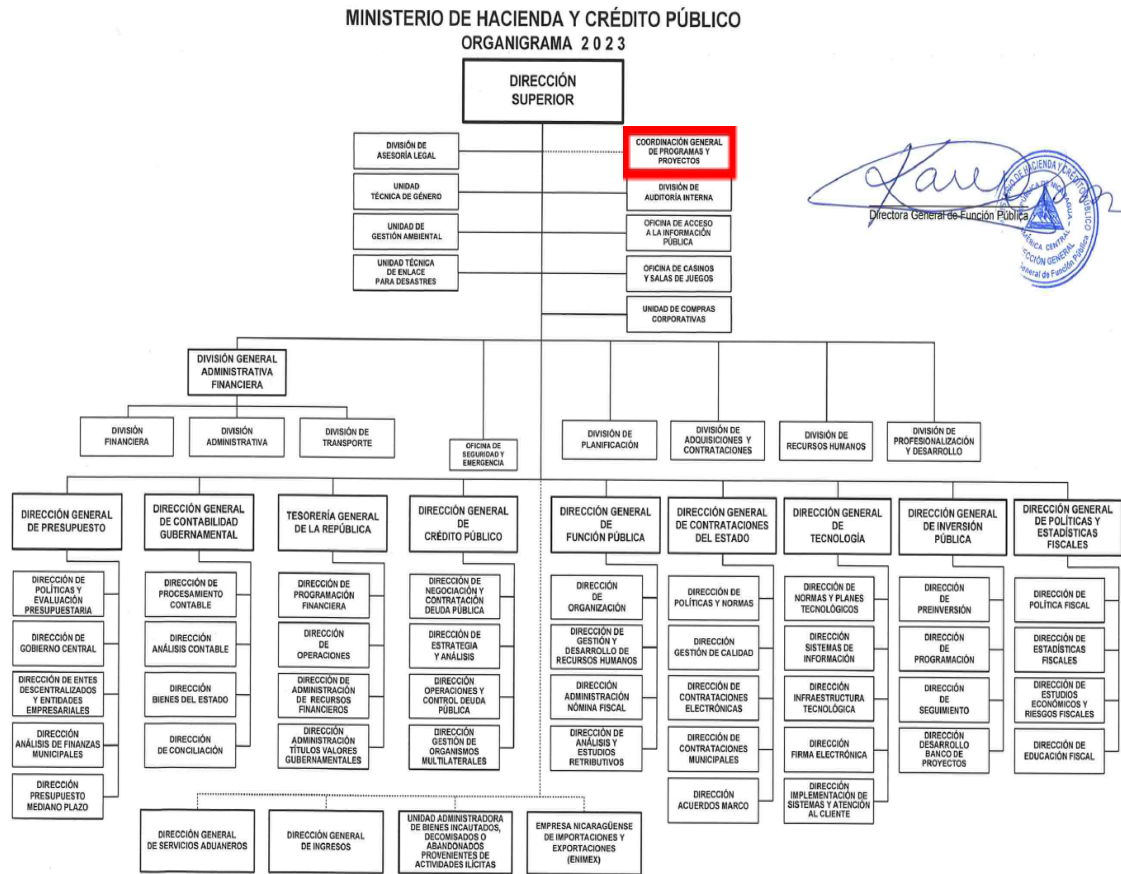 MINISTERIO DE HACIENDA Y CRÉDITO PÚBLICO
ORGANIGRAMA 2023
DIRECCIÓN
SUPERIOR
DIVISIÓN DE
ASESORÍA LEGAL
COORDINACIÓN GENERAL
DE PROGRAMAS Y
PROYECTOS
UNIDAD
TÉCNICA DE GÉNERO
DIVISIÓN DE
AUDITORÍA INTERNA
UNIDAD DE
GESTIÓN AMBIENTAL
OFICINA DE ACCESO
A LA INFORMACIÓN
PÚBLICA
UNIDAD TÉCNICA
DE ENLACE
PARA DESASTRES
OFICINA DE CASINOS
Y SALAS DE JUEGOS
UNIDAD DE COMPRAS
CORPORATIVAS
Directora General de Función Pública
DIVISIÓN GENERAL
ADMINISTRATIVA
FINANCIERA
DIVISIÓN
FINANCIERA
DIVISIÓN
ADMINISTRATIVA
DIVISIÓN DE
TRANSPORTE
OFICINA DE
SEGURIDAD Y
EMERGENCIA
DIVISIÓN DE
PLANIFICACIÓN
DIVISIÓN DE
ADQUISICIONES Y
CONTRATACIONES
DIVISIÓN DE
RECURSOS HUMANOS
DIVISIÓN DE
PROFESIONALIZACIÓN
Y DESARROLLO
DIRECCIÓN GENERAL
DE PRESUPUESTO
DIRECCIÓN DE
POLÍTICAS Y
EVALUACIÓN
PRESUPUESTARIA
DIRECCIÓN DE
GOBIERNO CENTRAL
DIRECCIÓN DE ENTES
DESCENTRALIZADOS
Y ENTIDADES
EMPRESARIALES
DIRECCIÓN
ANÁLISIS DE FINANZAS
MUNICIPALES
DIRECCIÓN
PRESUPUESTO
MEDIANO PLAZO
DIRECCIÓN GENERAL
DE CONTABILIDAD
GUBERNAMENTAL
DIRECCIÓN DE
PROCESAMIENTO
CONTABLE
DIRECCIÓN
ANÁLISIS CONTABLE
DIRECCIÓN
BIENES DEL ESTADO
DIRECCIÓN
DE CONCILIACIÓN
TESORERÍA GENERAL
DE LA REPÚBLICA
DIRECCIÓN DE
PROGRAMACIÓN
FINANCIERA
DIRECCIÓN
DE
OPERACIONES
DIRECCIÓN DE
ADMINISTRACIÓN
DE RECURSOS
FINANCIEROS
DIRECCIÓN
ADMINISTRACIÓN
TÍTULOS VALORES
GUBERNAMENTALES
DIRECCIÓN GENERAL
DE
CRÉDITO PÚBLICO
DIRECCIÓN DE
NEGOCIACIÓN Y
CONTRATACIÓN
DEUDA PÚBLICA
DIRECCIÓN DE
ESTRATEGIA
Y ANÁLISIS
DIRECCIÓN
OPERACIONES Y
CONTROL DEUDA
PÚBLICA
DIRECCIÓN
GESTIÓN DE
ORGANISMOS
MULTILATERALES
DIRECCIÓN GENERAL
DE
FUNCIÓN PÚBLICA
DIRECCIÓN
DE
ORGANIZACIÓN
DIRECCIÓN DE
GESTIÓN Y
DESARROLLO DE
RECURSOS HUMANOS
DIRECCIÓN
ADMINISTRACIÓN
NÓMINA FISCAL
DIRECCIÓN
DE ANÁLISIS Y
ESTUDIOS
RETRIBUTIVOS
DIRECCIÓN GENERAL
DE CONTRATACIONES
DEL ESTADO
DIRECCIÓN
DE
POLÍTICAS Y NORMAS
DIRECCIÓN
GESTIÓN DE CALIDAD
DIRECCIÓN
DE CONTRATACIONES
ELECTRÓNICAS
DIRECCIÓN
DE CONTRATACIONES
MUNICIPALES
DIRECCIÓN
ACUERDOS MARCO
DIRECCIÓN GENERAL
DE
TECNOLOGÍA
DIRECCIÓN DE
NORMAS Y PLANES
TECNOLÓGICOS
DIRECCIÓN
SISTEMAS DE
INFORMACIÓN
DIRECCIÓN
INFRAESTRUCTURA
TECNOLÓGICA
DIRECCIÓN
FIRMA ELECTRÓNICA
DIRECCIÓN
IMPLEMENTACIÓN DE
SISTEMAS Y ATENCIÓN
AL CLIENTE
DIRECCIÓN GENERAL
DE INVERSIÓN
PÚBLICA
DIRECCIÓN
DE
PREINVERSIÓN
DIRECCIÓN
DE
PROGRAMACIÓN
DIRECCIÓN
DE
SEGUIMIENTO
DIRECCIÓN
DESARROLLO
BANCO DE
PROYECTOS
DIRECCIÓN GENERAL
DE POLÍTICAS Y
ESTADÍSTICAS
FISCALES
DIRECCIÓN DE
POLÍTICA FISCAL
DIRECCIÓN DE
ESTADÍSTICAS
FISCALES
DIRECCIÓN DE
ESTUDIOS
ECONÓMICOS Y
RIESGOS FISCALES
DIRECCIÓN DE
EDUCACIÓN FISCAL
DIRECCIÓN GENERAL
DE SERVICIOS ADUANEROS
DIRECCIÓN GENERAL
DE INGRESOS
UNIDAD ADMINISTRADORA
DE BIENES INCAUTADOS,
DECOMISADOS O
ABANDONADOS
PROVENIENTES DE
ACTIVIDADES ILÍCITAS
EMPRESA NICARAGÜENSE
DE IMPORTACIONES Y
EXPORTACIONES
(ENIMEX)